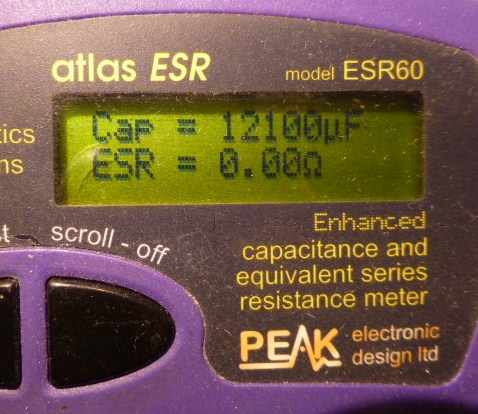 atlas ESR
model ESR60
Cap = 12100µF
ESR = 0.00Ω
Enhanced
scroll - off
capacitance and
equivalent series
resistance meter
PEAK electronic
design ltd